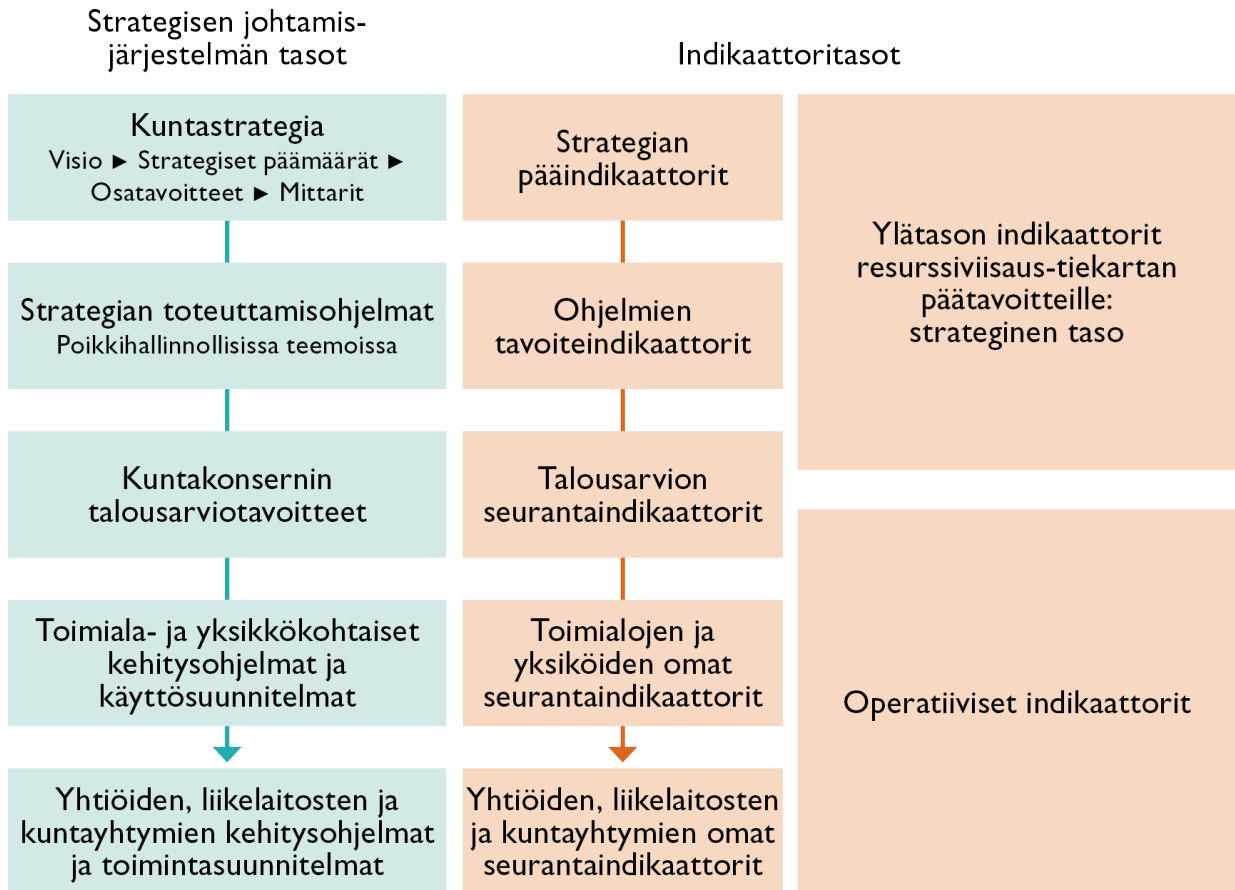 Strategisen johtamis-
järjestelmän tasot
Indikaattoritasot
Kuntastrategia
Visio ► Strategiset päämäärät ►
Osatavoitteet ► Mittarit
Strategian
pääindikaattorit
Ylätason indikaattorit
resurssiviisaus-tiekartan
päätavoitteille:
strateginen taso
Strategian toteuttamisohjelmat
Poikkihallinnollisissa teemoissa
Ohjelmien
tavoiteindikaattorit
Kuntakonsernin
talousarviotavoitteet
Talousarvion
seurantaindikaattorit
Toimiala- ja yksikkökohtaiset
kehitysohjelmat ja
käyttösuunnitelmat
Toimialojen ja
yksiköiden omat
seurantaindikaattorit
Operatiiviset indikaattorit
Yhtiöiden, liikelaitosten ja
kuntayhtymien kehitysohjelmat
ja toimintasuunnitelmat
Yhtiöiden, liikelaitosten
ja kuntayhtymien omat
seurantaindikaattorit